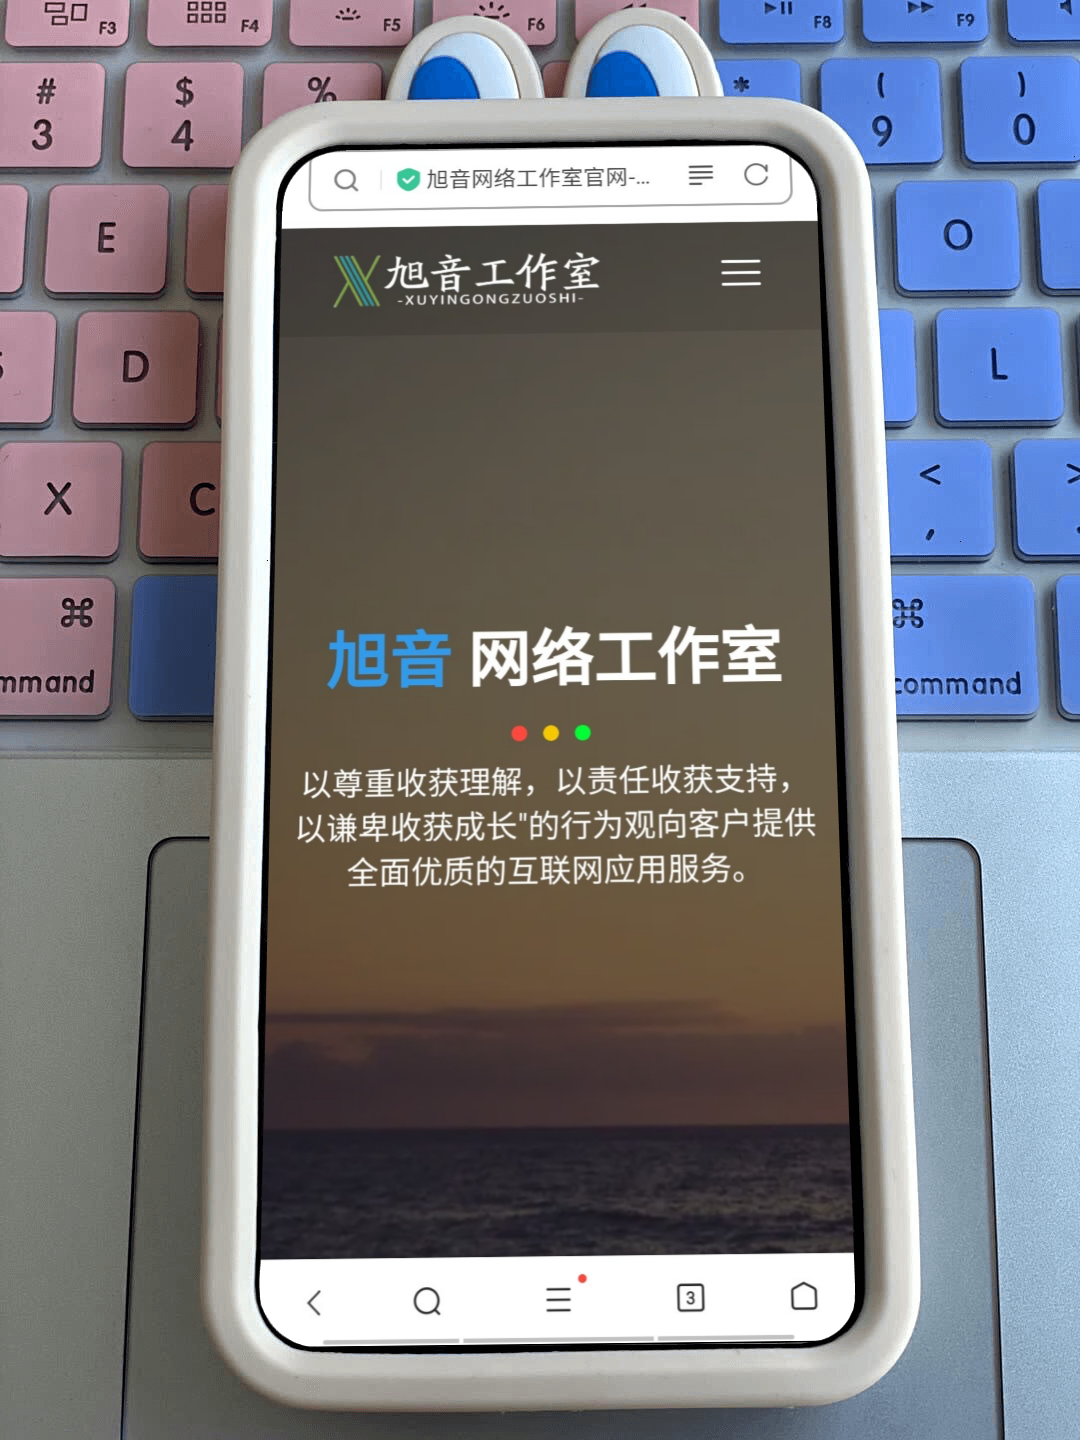 F3
F4
F5
F6
F8
F9
#
3
$
4
%
*
(
9
)
0
旭音网络工作室官网-...
E
O
旭音工作室
-XUYINGONGZUOSHI-
D
L
X
C
<
,
>
⌘
mmand
⌘
command
旭音 网络工作室
以尊重收获理解，以责任收获支持，
以谦卑收获成长"的行为观向客户提供
全面优质的互联网应用服务。
3